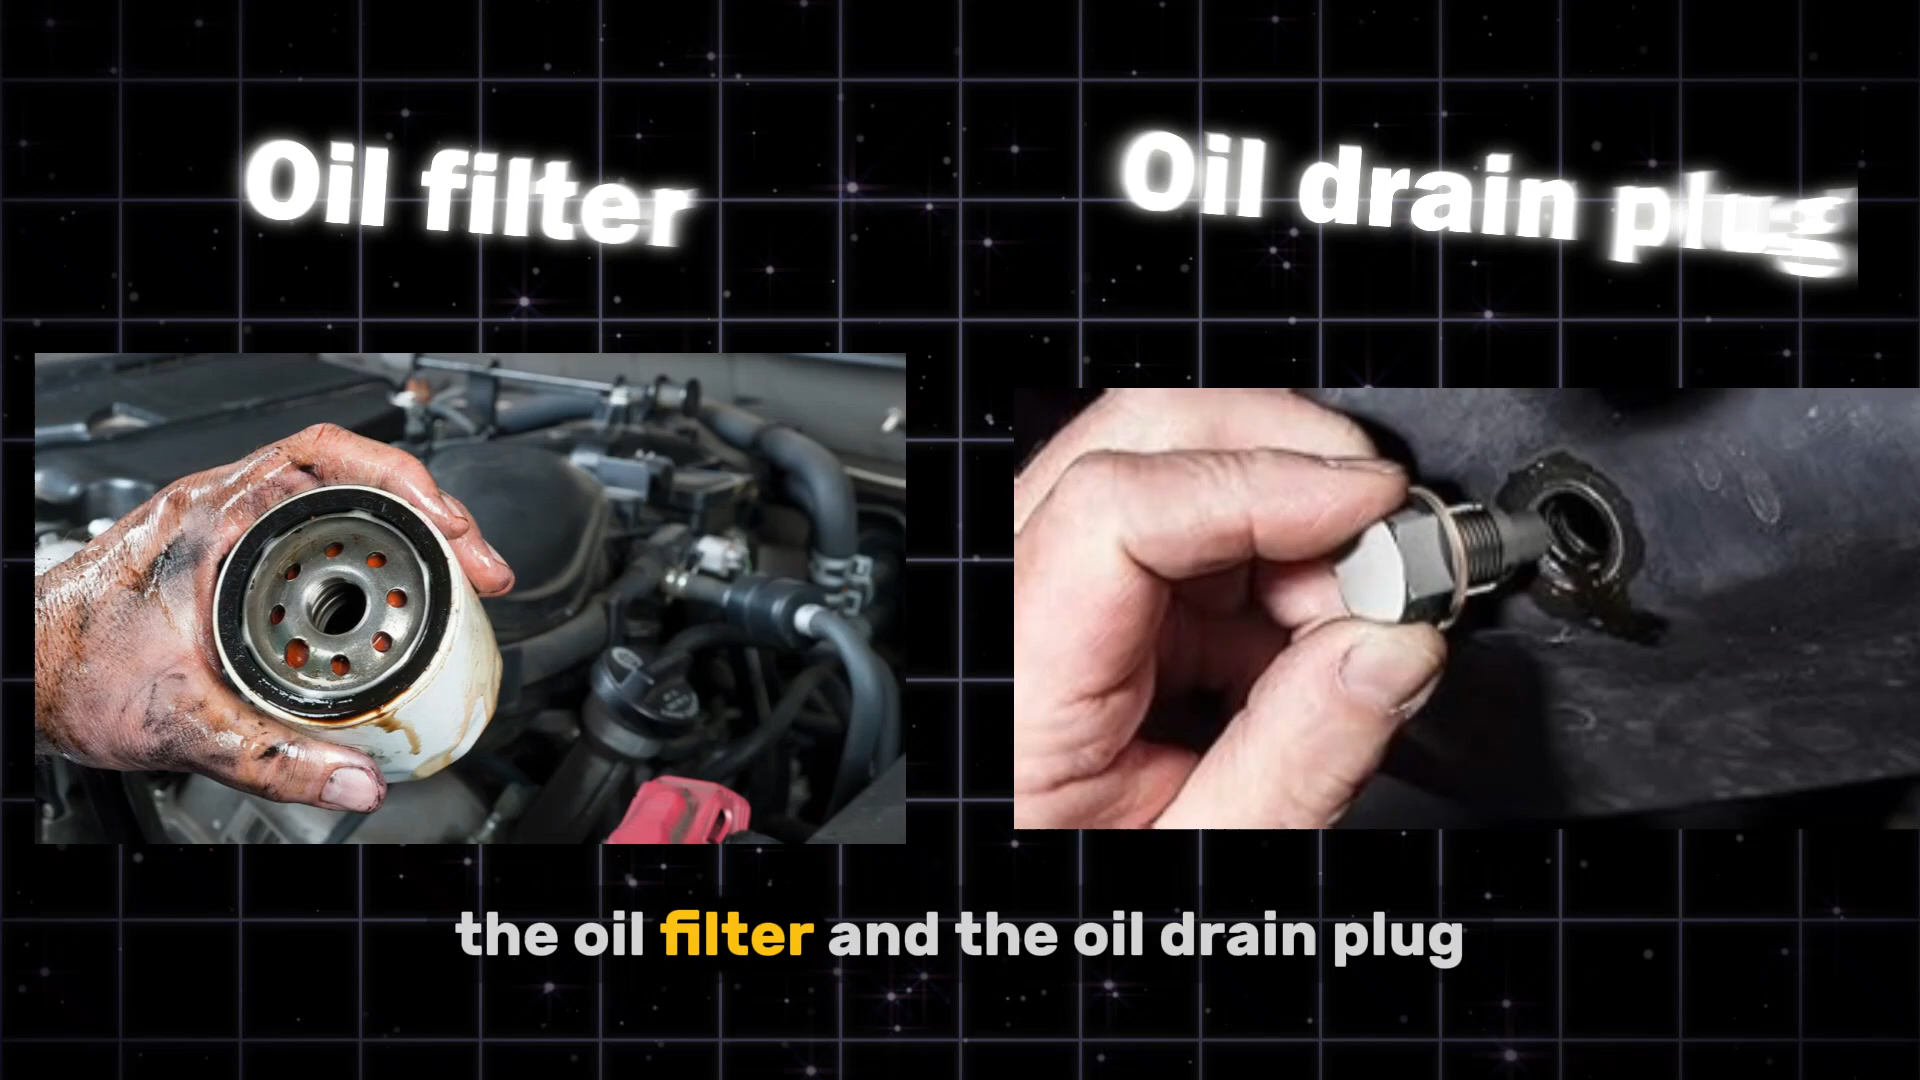 Oil filter
Oil drain plug
the oil filter and the oil drain plug